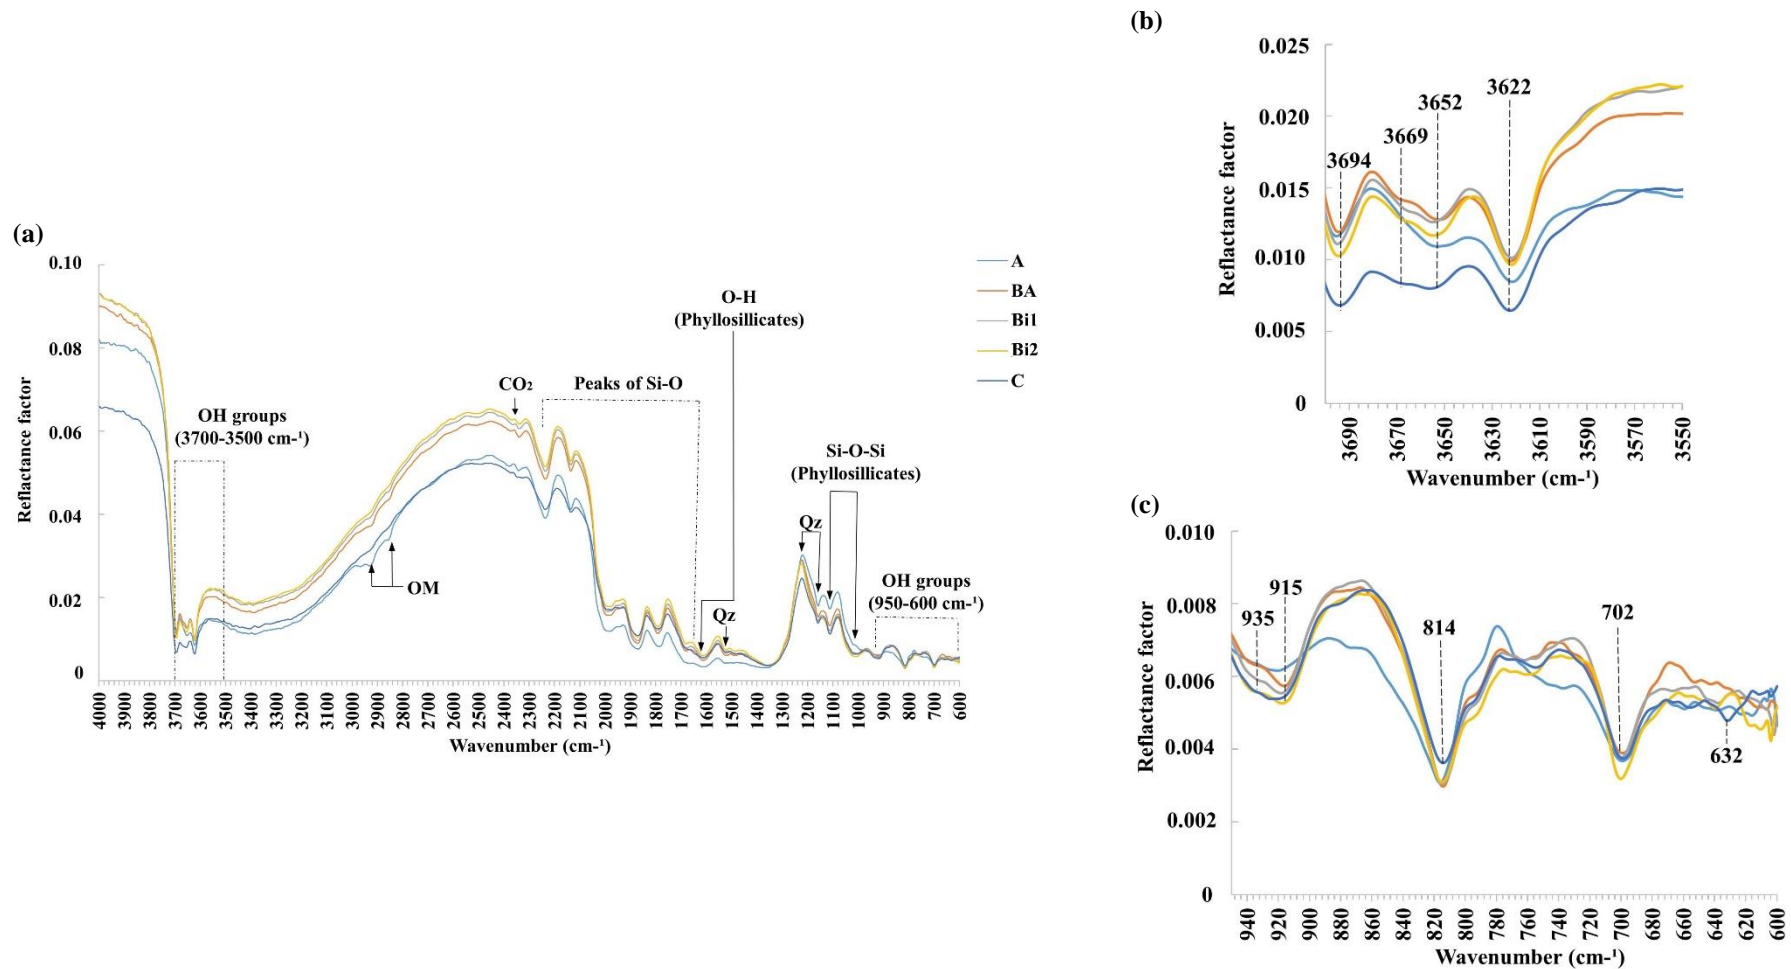 (a)
Reflactance factor
0.10
0.08
0.06
0.04
0.02
0
OH groups
(3700-3500 cm-¹)
OM
CO₂
Peaks of Si-O
O-H
(Phyllosillicates)
Qz
Qz
Si-O-Si
(Phyllosillicates)
OH groups
(950-600 cm-¹)
A
BA
Bi1
Bi2
C
4000 3900 3800 3700 3600 3500 3400 3300 3200 3100 3000 2900 2800 2700 2600 2500 2400 2300 2200 2100 2000 1900 1800 1700 1600 1500 1400 1300 1200 1100 1000 900 800 700 600
Wavenumber (cm-¹)
(b)
Reflactance factor
0.025
0.020
0.015
0.010
0.005
0
3694
3669
3652
3622
3690 3670 3650 3630 3610 3590 3570 3550
Wavenumber (cm-¹)
(c)
Reflactance factor
0.010
0.008
0.006
0.004
0.002
0
935
915
814
702
632
940 920 900 880 860 840 820 800 780 760 740 720 700 680 660 640 620 600
Wavenumber (cm-¹)